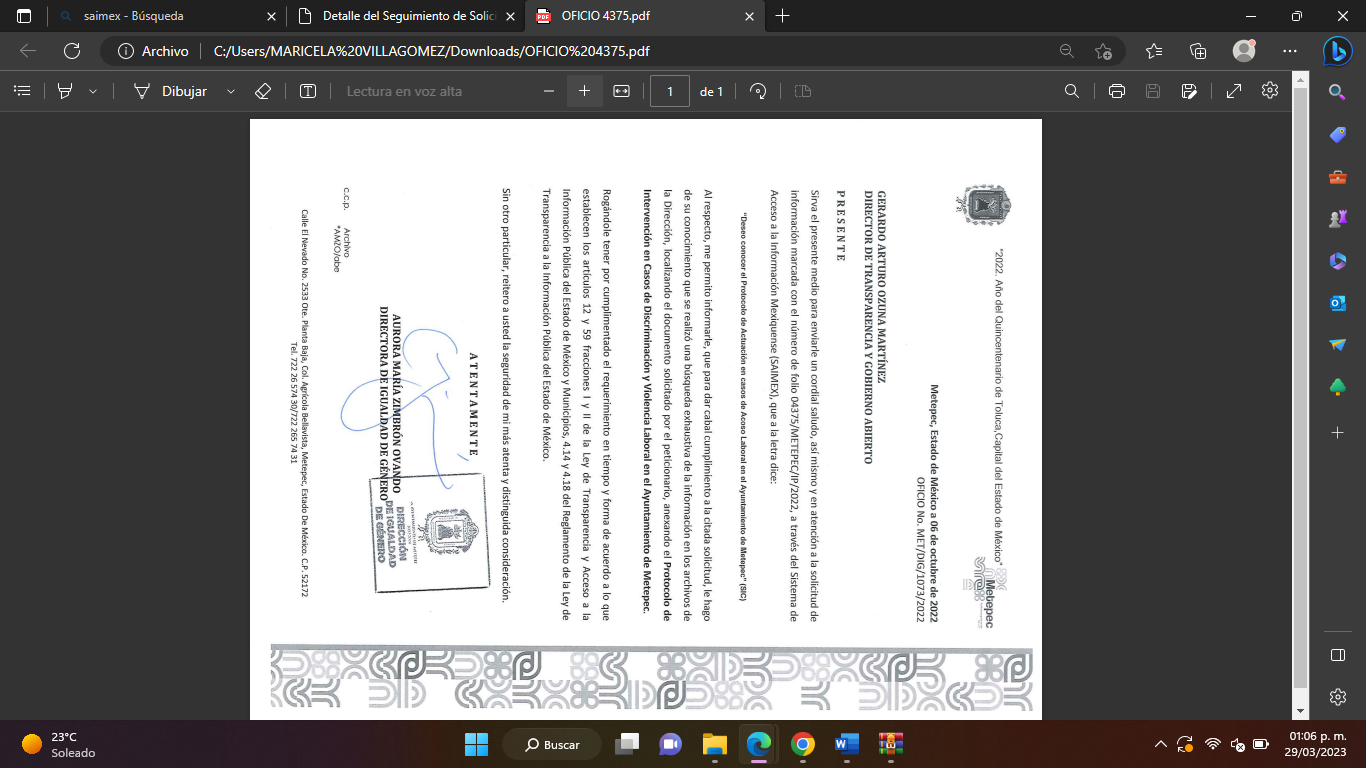 saimex - Búsqueda
Detalle del Seguimiento de Solici
OFICIO 4375.pdf
Archivo
C:/Users/MARICELA%20VILLAGOMEZ/Downloads/OFICIO%204375.pdf
Dibujar
Lectura en voz alta
1
de 1
"2022. Año del Quincentenario de Toluca, Capital del Estado de México"
Metepec
Metepec, Estado de México a 06 de octubre de 2022
OFICIO No. MET/DIG/1073/2022
GERARDO ARTURO OZUNA MARTÍNEZ
DIRECTOR DE TRANSPARENCIA Y GOBIERNO ABIERTO
P R E S E N T E
Sirva el presente medio para enviarle un cordial saludo, así mismo y en atención a la solicitud de
información marcada con el número de folio 04375/METEPEC/IP/2022, a través del Sistema de
Acceso a la Información Mexiquense (SAIMEX), que a la letra dice:
"Deseo conocer el Protocolo de Actuación en casos de Acoso Laboral en el Ayuntamiento de Metepec" (SIC)
Al respecto, me permito informarle, que para dar cabal cumplimiento a la citada solicitud, le hago
de su conocimiento que se realizó una búsqueda exhaustiva de la información en los archivos de
la Dirección, localizando el documento solicitado por el peticionario, anexando el Protocolo de
Intervención en Casos de Discriminación y Violencia Laboral en el Ayuntamiento de Metepec.
Rogándole tener por cumplimentado el requerimiento en tiempo y forma de acuerdo a lo que
establecen los artículos 12 y 59 fracciones I y II de la Ley de Transparencia y Acceso a la
Información Pública del Estado de México y Municipios, 4.14 y 4.18 del Reglamento de la Ley de
Transparencia a la Información Pública del Estado de México.
Sin otro particular, reitero a usted la seguridad de mi más atenta y distinguida consideración.
A T E N T A M E N T E
AURORA MARÍA ZIMBRÓN OVANDO
DIRECTORA DE IGUALDAD DE GÉNERO
DIRECCIÓN
DE IGUALDAD
DE GÉNERO
c.c.p. Archivo
*AMZO/abe
Calle El Nevado No. 2533 Ote. Planta Baja, Col. Agrícola Bellavista, Metepec, Estado De México. C.P. 52172
Tel. 722 26 574 30/722 265 74 31
23°C
Soleado
Buscar
01:06 p. m.
29/03/2023